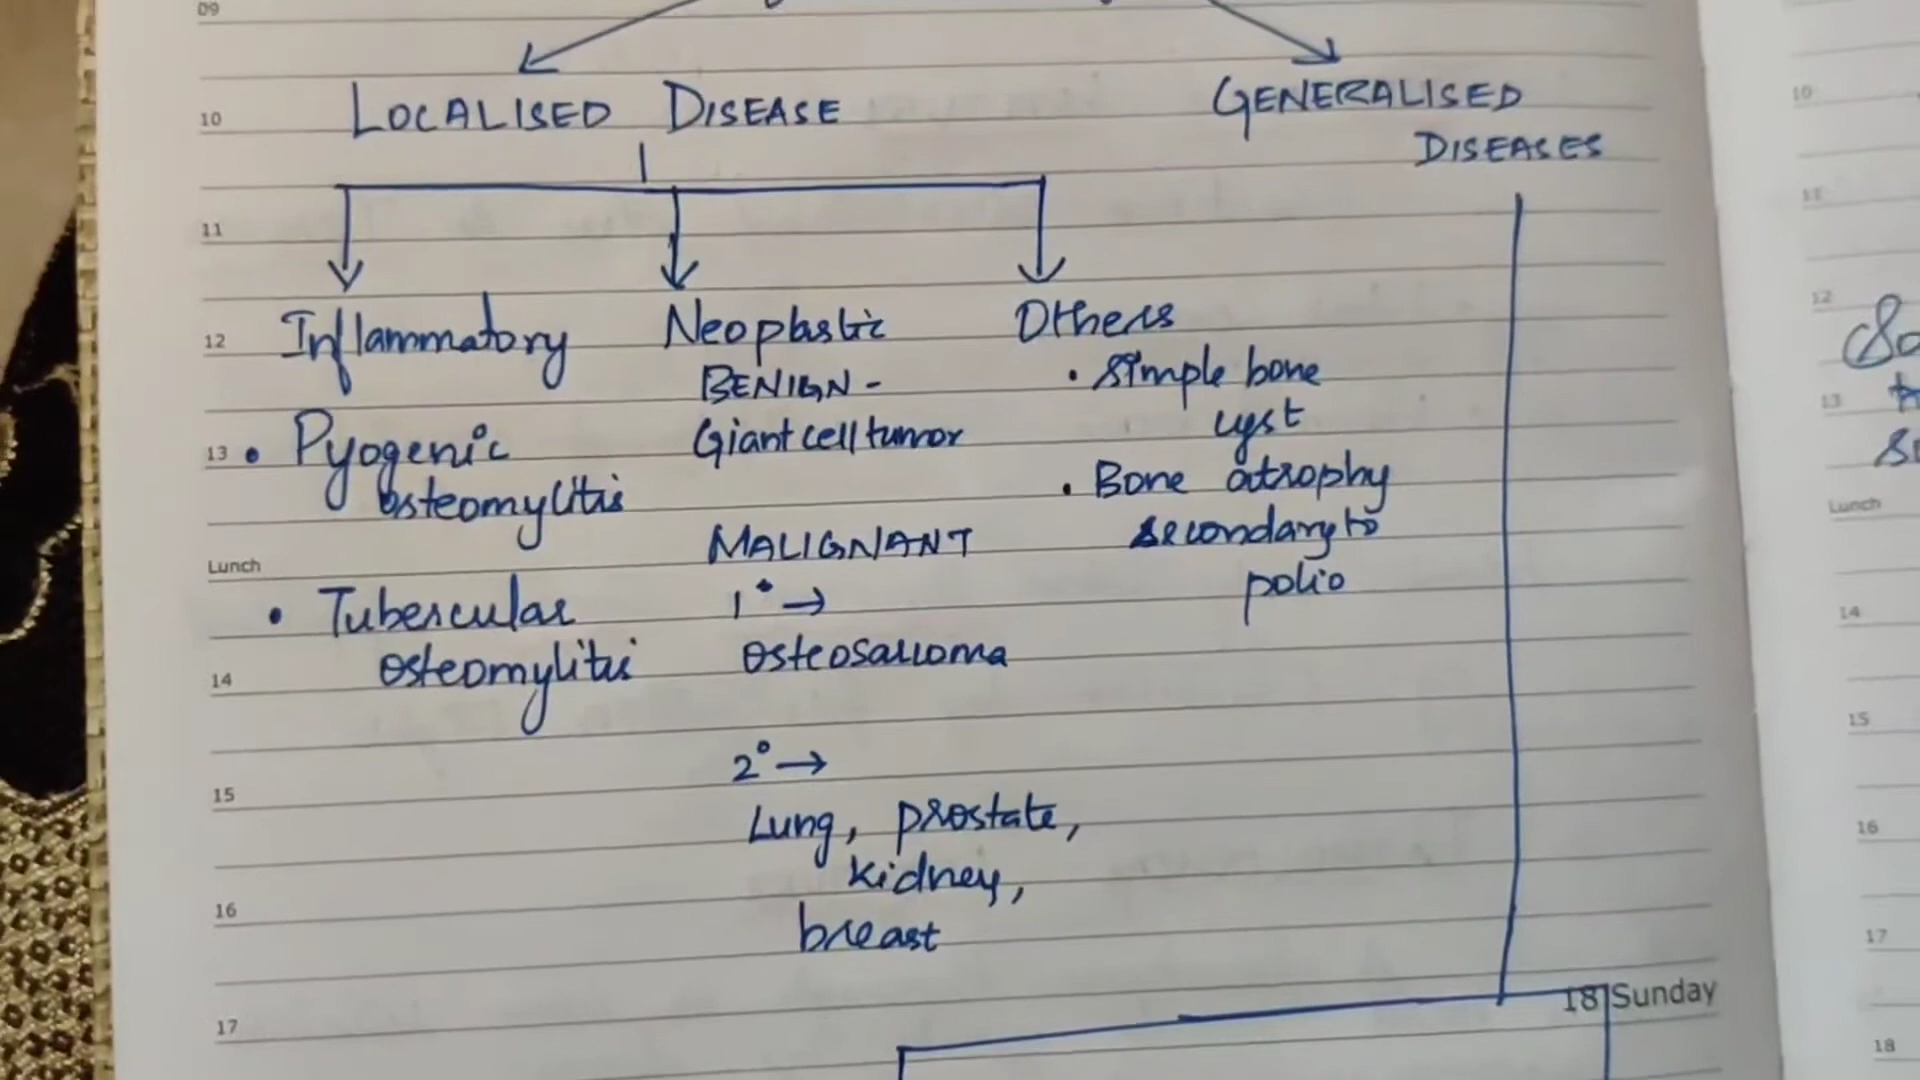 09
LOCALISED DISEASE
GENERALISED
DISEASES
10
11
12
Inflammatory
Neoplastic
Others
BENIGN -
Giant cell tumor
• simple bone
cyst
• Bone atrophy
secondary to
polio
13
• Pyogenic
osteomylitis
Lunch
• Tubercular
osteomylitis
14
MALIGNANT
1° →
osteosarcoma
2° →
Lung, prostate,
kidney,
breast
15
16
17
18 Sunday
10
11
12
13
Lunch
14
15
16
17
18